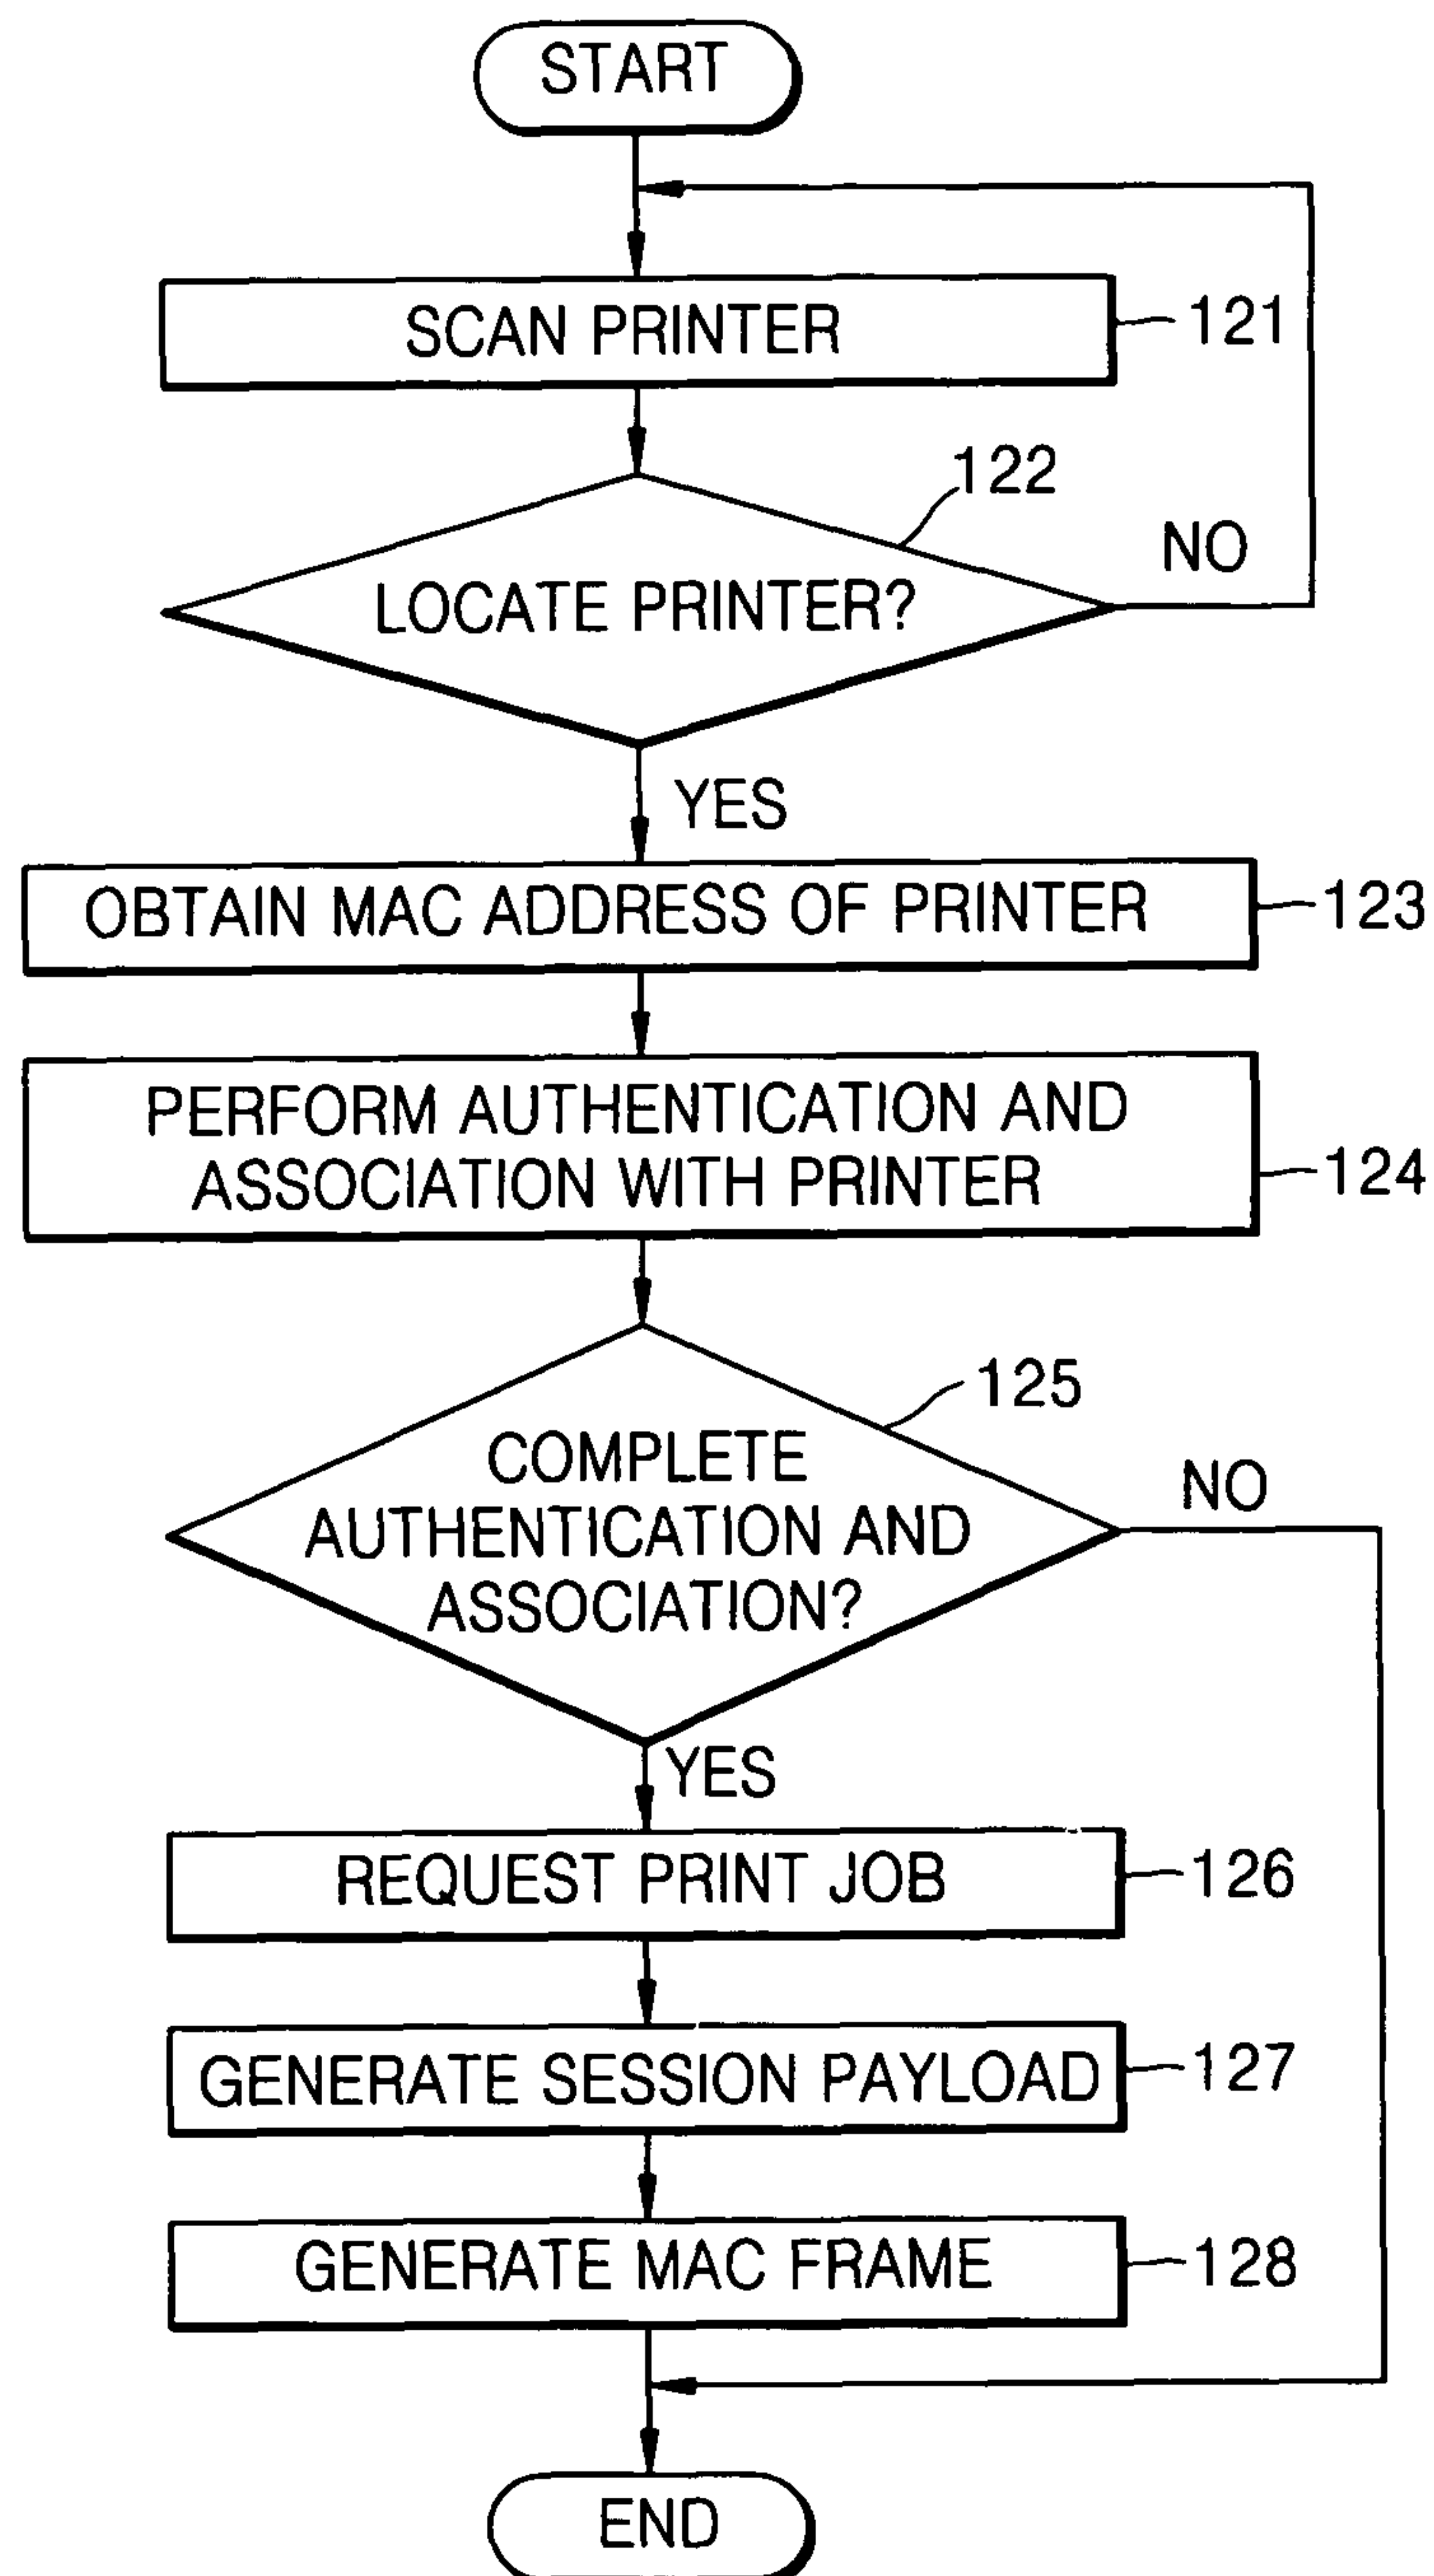 START
SCAN PRINTER
121
122
LOCATE PRINTER?
NO
YES
OBTAIN MAC ADDRESS OF PRINTER
123
PERFORM AUTHENTICATION AND
ASSOCIATION WITH PRINTER
124
125
COMPLETE
AUTHENTICATION AND
ASSOCIATION?
NO
YES
REQUEST PRINT JOB
126
GENERATE SESSION PAYLOAD
127
GENERATE MAC FRAME
128
END